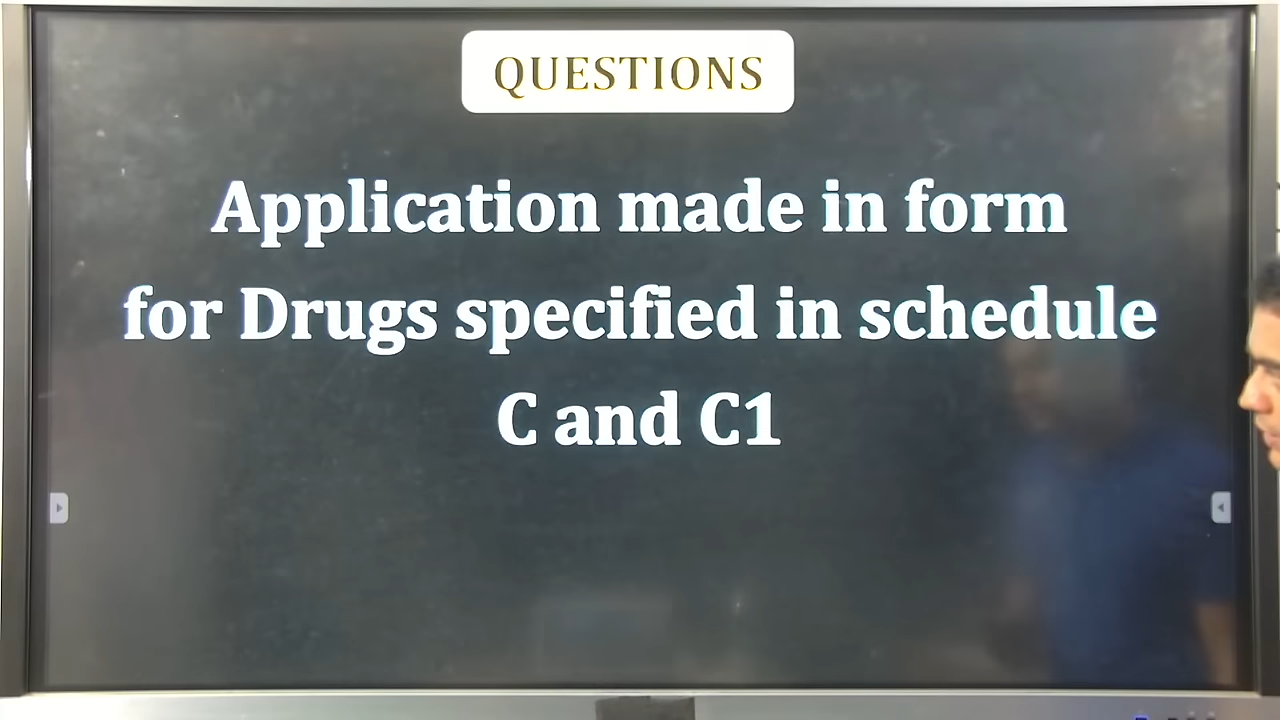 QUESTIONS
Application made in form
for Drugs specified in schedule
C and C1